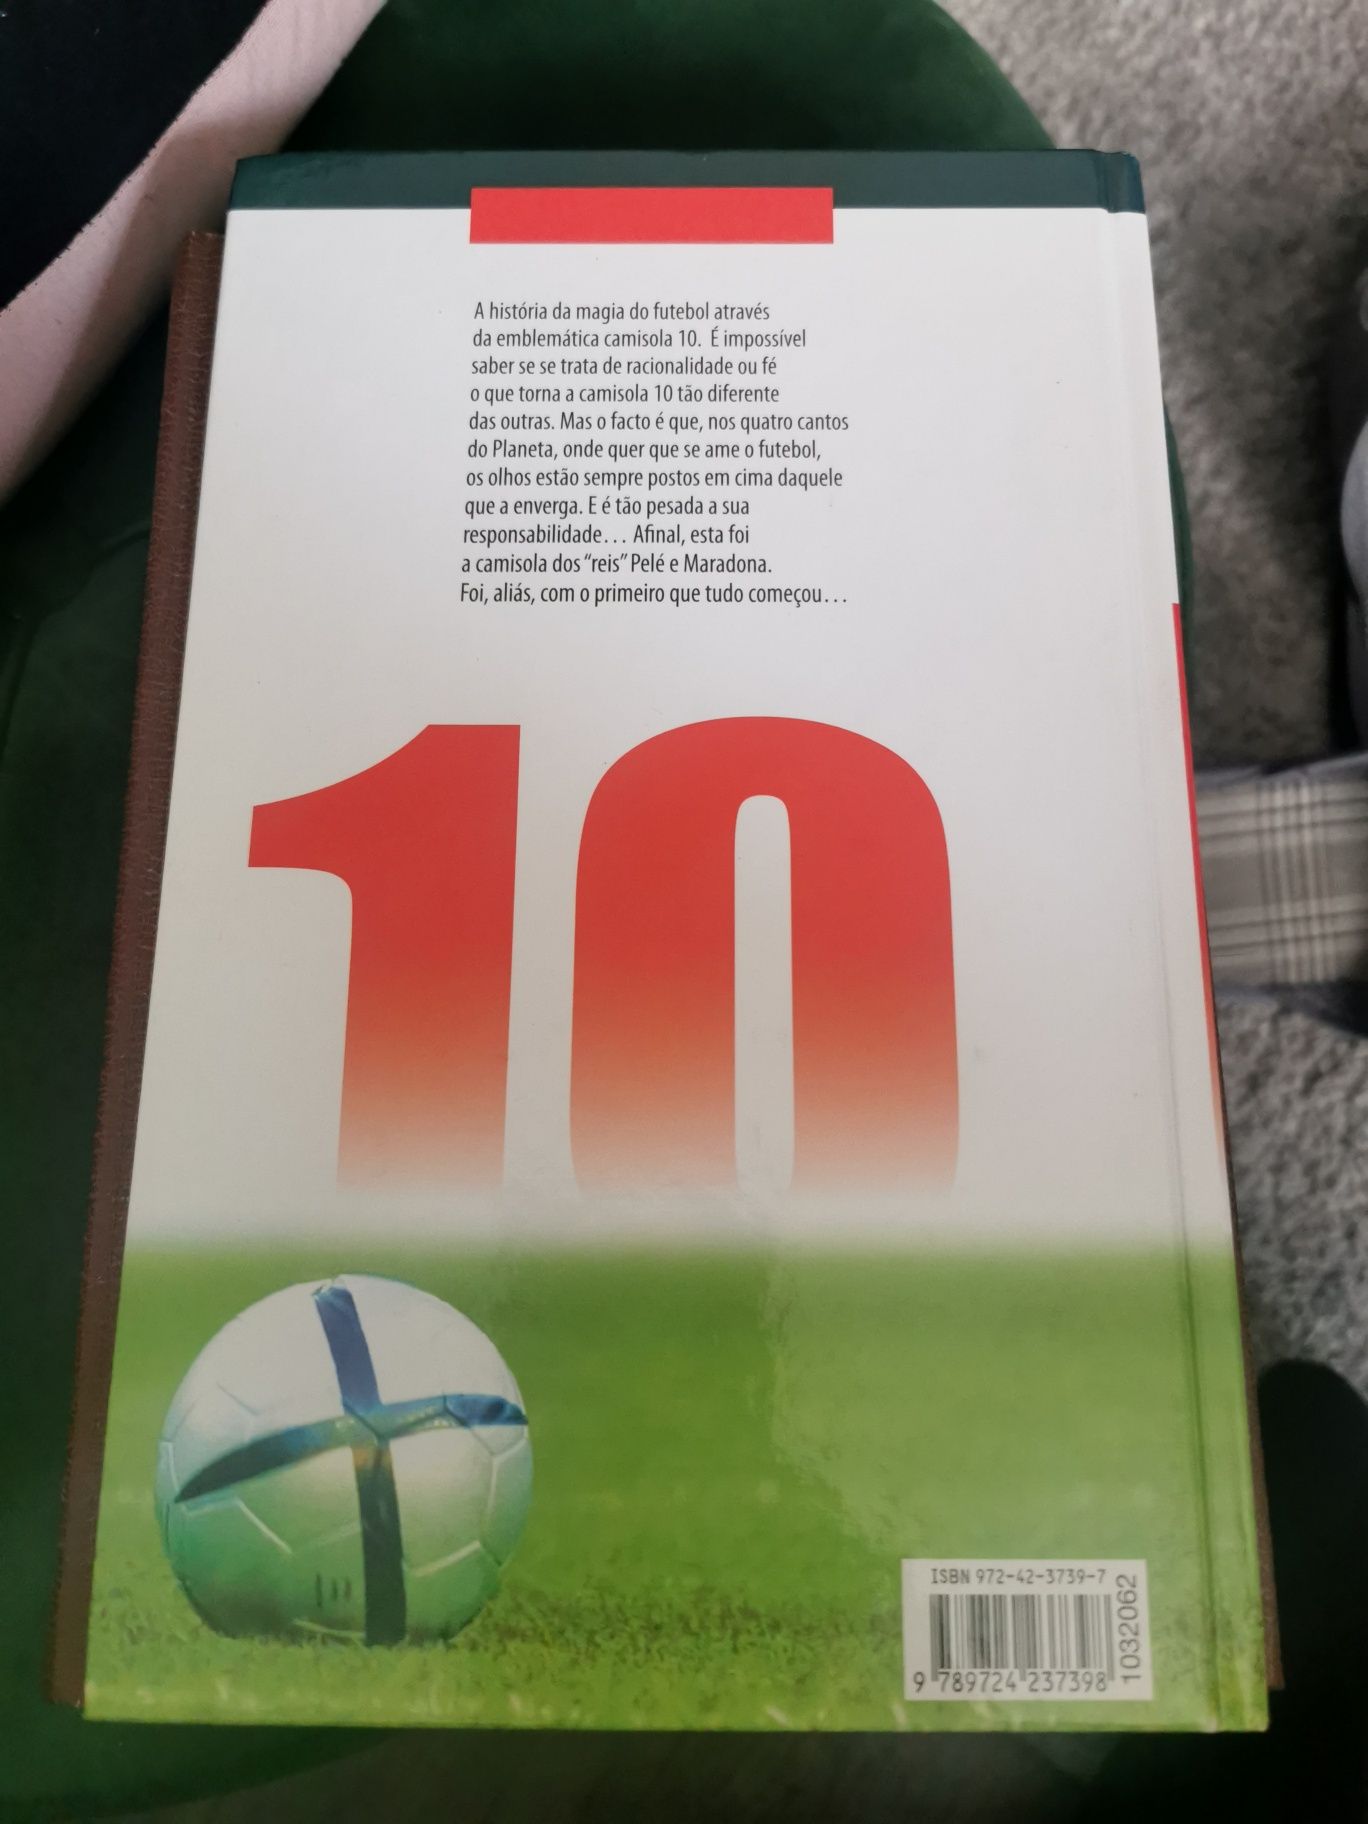 A história da magia do futebol através
da emblemática camisola 10. É impossível
saber se se trata de racionalidade ou fé
o que torna a camisola 10 tão diferente
das outras. Mas o facto é que, nos quatro cantos
do Planeta, onde quer que se ame o futebol,
os olhos estão sempre postos em cima daquele
que a enverga. E é tão pesada a sua
responsabilidade... Afinal, esta foi
a camisola dos “reis” Pelé e Maradona.
Foi, aliás, com o primeiro que tudo começou...
10
ISBN 972-42-3739-7
9 789724 237398
1032062